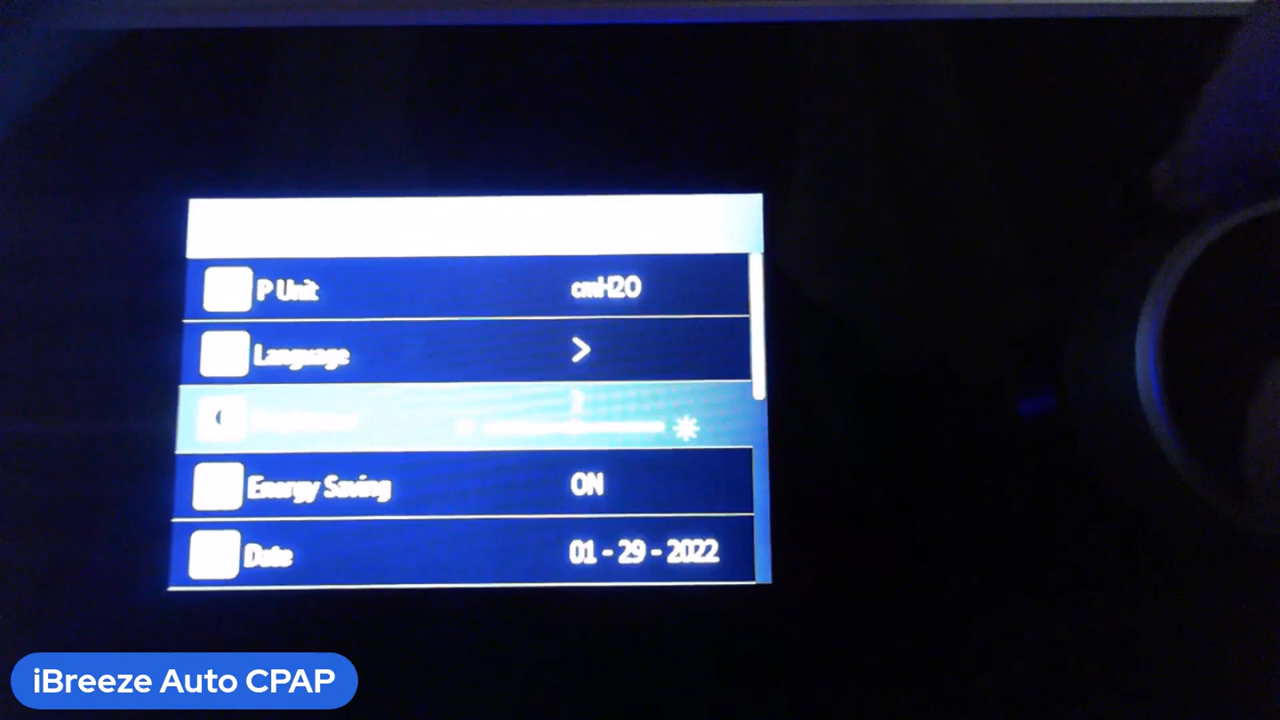 P Unit cmH2O
Language >
Energy Saving ON
Date 01 - 29 - 2022
iBreeze Auto CPAP